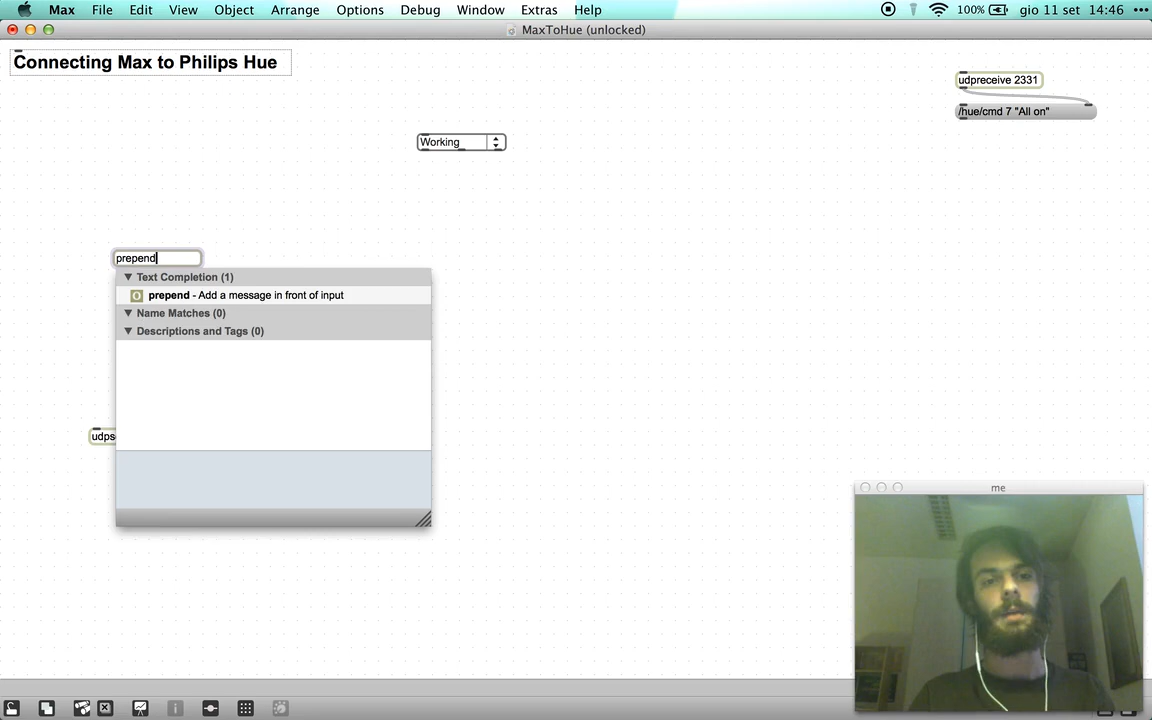 Max File Edit View Object Arrange Options Debug Window Extras Help 100% gio 11 set 14:46
MaxToHue (unlocked)
Connecting Max to Philips Hue
udpreceive 2331
/hue/cmd 7 "All on"
Working
prepend
Text Completion (1)
prepend - Add a message in front of input
Name Matches (0)
Descriptions and Tags (0)
me